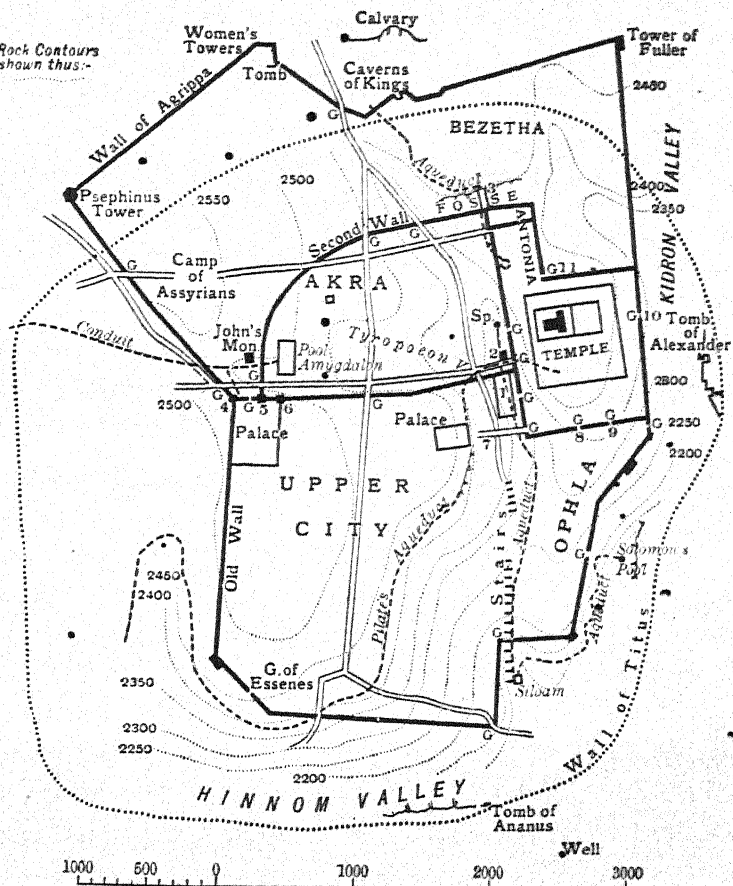 Calvary
Rock Contours
shown thus:-
Women's
Towers
Tomb
Caverns
of Kings
Tower of
Fuller
Wall of Agrippa
G
2450
BEZETHA
KIDRON VALLEY
2500
Aqueduct
2400
2350
2550
3
Psephinus
Tower
FOSSE
Second Wall
G
G
G
ANTONIA
G
Camp
of
Assyrians
G 11
AKRA
G 10
Tomb of
Alexander
Conduit
John's
Mon.
Pool
Amygdalon
Tyropoeon V.
Sp.
G
2
G
TEMPLE
G
2300
2500
G
4
G
5
6
G
1
G
Palace
Palace
7
G
G
8
G
9
G
2250
2200
UPPER
CITY
OPHLA
Old Wall
Pilate's Aqueduct
Stairs
Aqueduct
G
Solomon's
Pool
Aqueduct
2450
2400
G
G. of
Essenes
Siloam
2350
2300
2250
2200
G
Wall of Titus
HINNOM VALLEY
Tomb of
Ananus
Well
1000 500 0 1000 2000 3000